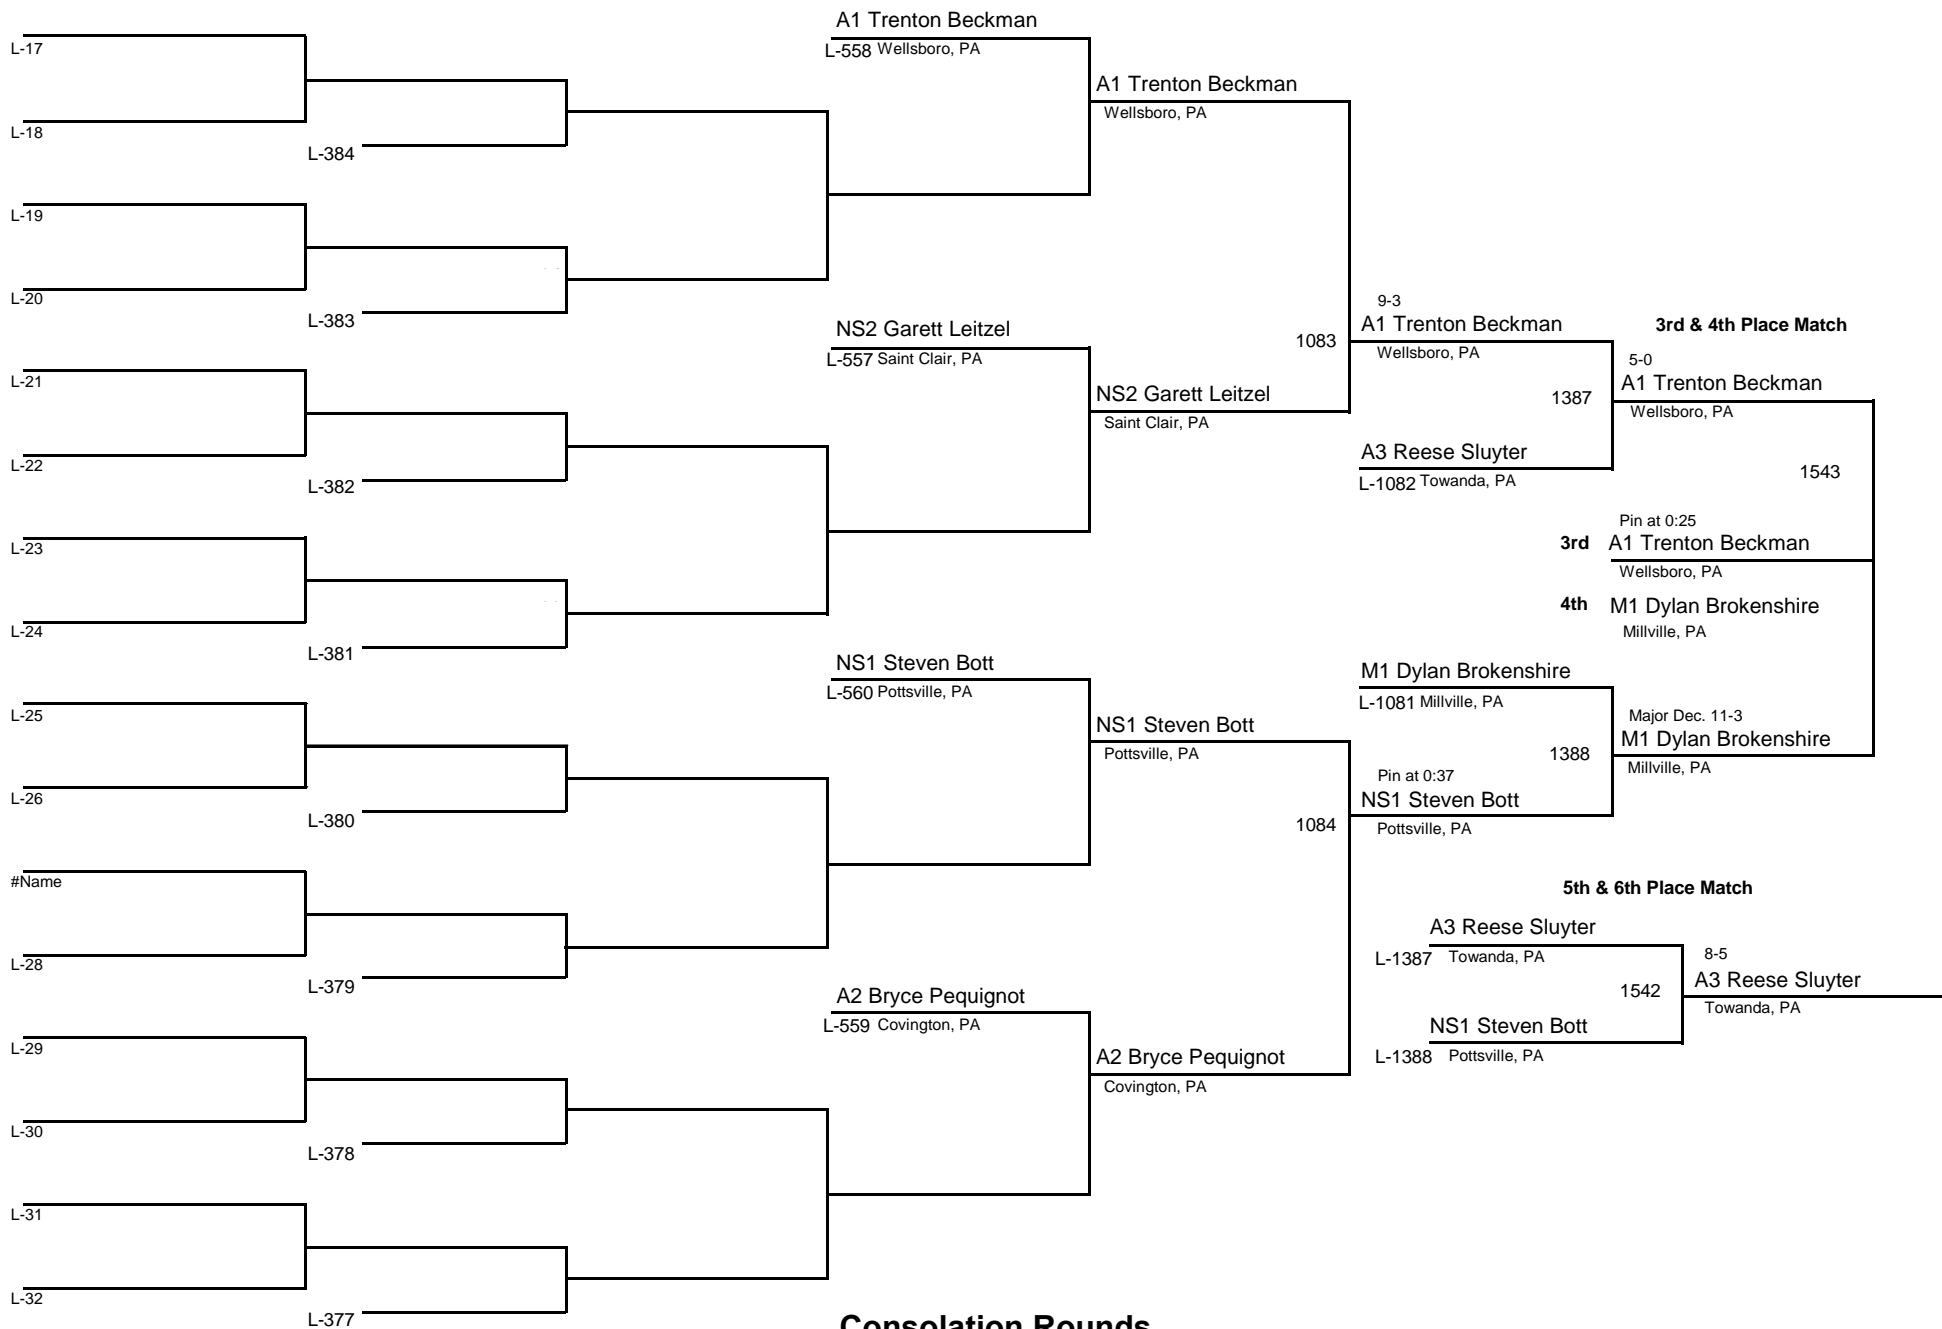 L-17
L-18
L-384
L-19
L-20
L-383
L-21
L-22
L-382
L-23
L-24
L-381
L-25
L-26
L-380
#Name
L-28
L-379
L-29
L-30
L-378
L-31
L-32
L-377
A1 Trenton Beckman
L-558 Wellsboro, PA
NS2 Garett Leitzel
L-557 Saint Clair, PA
NS1 Steven Bott
L-560 Pottsville, PA
A2 Bryce Pequignot
L-559 Covington, PA
A1 Trenton Beckman
Wellsboro, PA
1083
NS2 Garett Leitzel
Saint Clair, PA
NS1 Steven Bott
Pottsville, PA
1084
A2 Bryce Pequignot
Covington, PA
9-3
A1 Trenton Beckman
Wellsboro, PA
1387
A3 Reese Sluyter
L-1082 Towanda, PA
M1 Dylan Brokenshire
L-1081 Millville, PA
1388
Pin at 0:37
NS1 Steven Bott
Pottsville, PA
3rd & 4th Place Match
5-0
A1 Trenton Beckman
Wellsboro, PA
1543
Pin at 0:25
3rd A1 Trenton Beckman
Wellsboro, PA
4th M1 Dylan Brokenshire
Millville, PA
Major Dec. 11-3
M1 Dylan Brokenshire
Millville, PA
5th & 6th Place Match
A3 Reese Sluyter
L-1387 Towanda, PA
1542
NS1 Steven Bott
L-1388 Pottsville, PA
8-5
A3 Reese Sluyter
Towanda, PA
Consolation Rounds